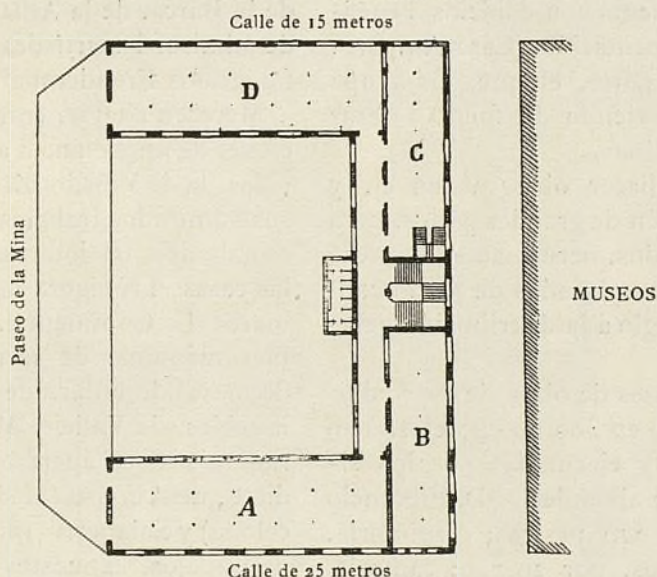 Calle de 15 metros
D
C
Paseo de la Mina
MUSEOS
B
A
Calle de 25 metros